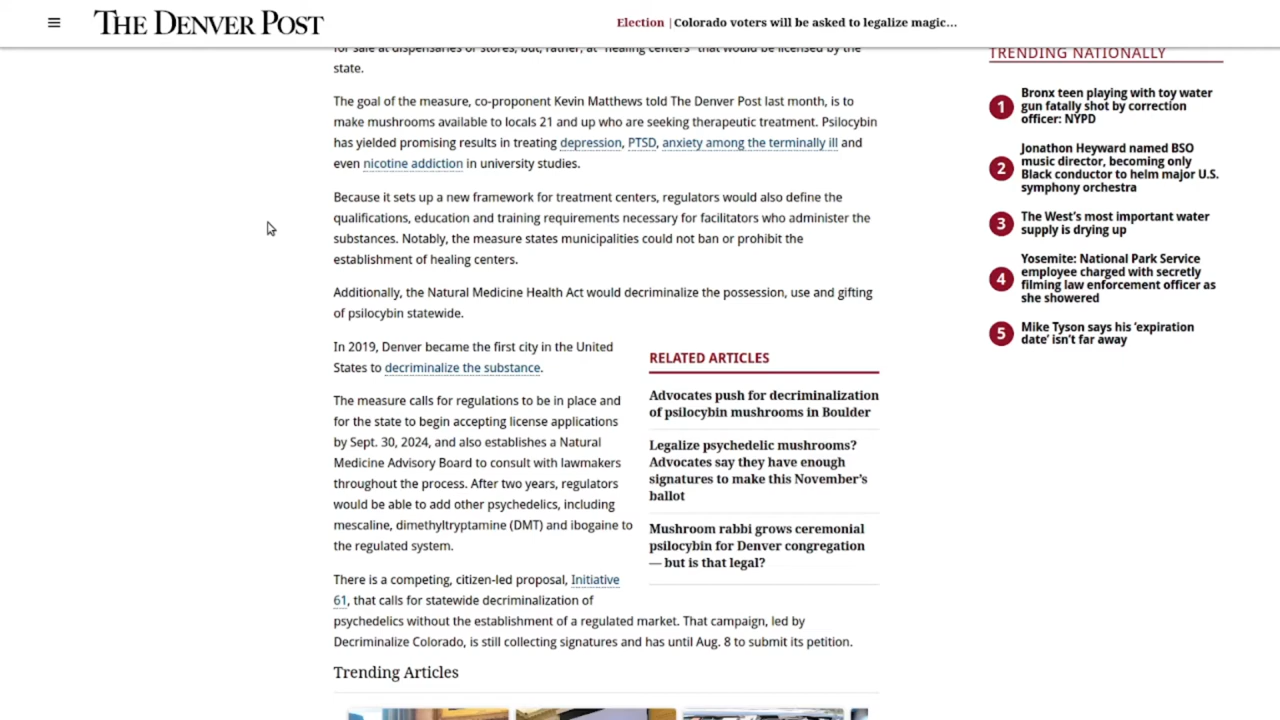 THE DENVER POST
Election | Colorado voters will be asked to legalize magic...
for sale at dispensaries or stores, but, rather, at "healing centers" that would be licensed by the
state.
The goal of the measure, co-proponent Kevin Matthews told The Denver Post last month, is to
make mushrooms available to locals 21 and up who are seeking therapeutic treatment. Psilocybin
has yielded promising results in treating depression, PTSD, anxiety among the terminally ill and
even nicotine addiction in university studies.
Because it sets up a new framework for treatment centers, regulators would also define the
qualifications, education and training requirements necessary for facilitators who administer the
substances. Notably, the measure states municipalities could not ban or prohibit the
establishment of healing centers.
Additionally, the Natural Medicine Health Act would decriminalize the possession, use and gifting
of psilocybin statewide.
In 2019, Denver became the first city in the United
States to decriminalize the substance.
The measure calls for regulations to be in place and
for the state to begin accepting license applications
by Sept. 30, 2024, and also establishes a Natural
Medicine Advisory Board to consult with lawmakers
throughout the process. After two years, regulators
would be able to add other psychedelics, including
mescaline, dimethyltryptamine (DMT) and ibogaine to
the regulated system.
There is a competing, citizen-led proposal, Initiative
61, that calls for statewide decriminalization of
psychedelics without the establishment of a regulated market. That campaign, led by
Decriminalize Colorado, is still collecting signatures and has until Aug. 8 to submit its petition.
RELATED ARTICLES
Advocates push for decriminalization
of psilocybin mushrooms in Boulder
Legalize psychedelic mushrooms?
Advocates say they have enough
signatures to make this November's
ballot
Mushroom rabbi grows ceremonial
psilocybin for Denver congregation
— but is that legal?
Trending Articles
TRENDING NATIONALLY
1 Bronx teen playing with toy water
gun fatally shot by correction
officer: NYPD
2 Jonathon Heyward named BSO
music director, becoming only
Black conductor to helm major U.S.
symphony orchestra
3 The West's most important water
supply is drying up
4 Yosemite: National Park Service
employee charged with secretly
filming law enforcement officer as
she showered
5 Mike Tyson says his 'expiration
date' isn't far away